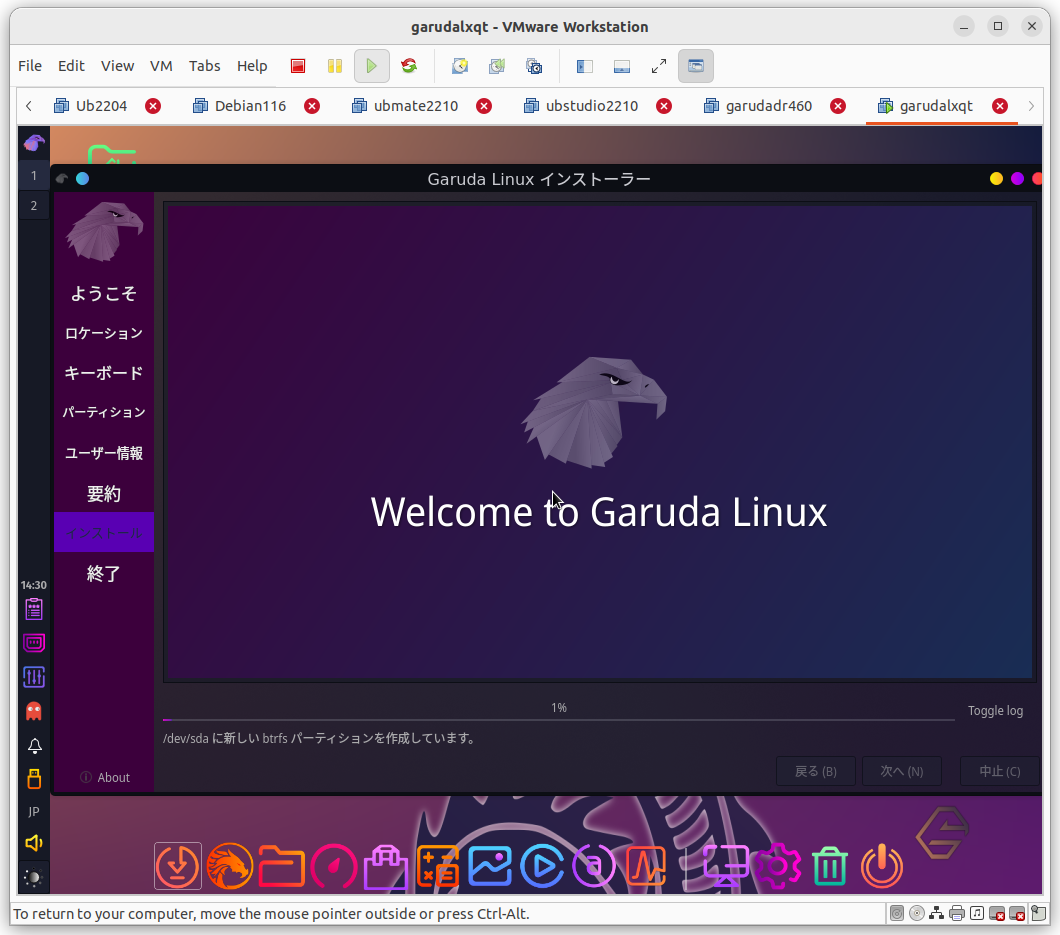 garudalxqt - VMware Workstation
File Edit View VM Tabs Help
Ub2204 Debian116 ubmate2210 ubstudio2210 garudadr460 garudalxqt
1
Garuda Linux インストーラー
2
ようこそ
ロケーション
キーボード
パーティション
ユーザー情報
要約
Welcome to Garuda Linux
インストール
終了
14:30
1%
Toggle log
/dev/sda に新しい btrfs パーティションを作成しています。
戻る (B) 次へ (N) 中止 (C)
About
JP
To return to your computer, move the mouse pointer outside or press Ctrl-Alt.